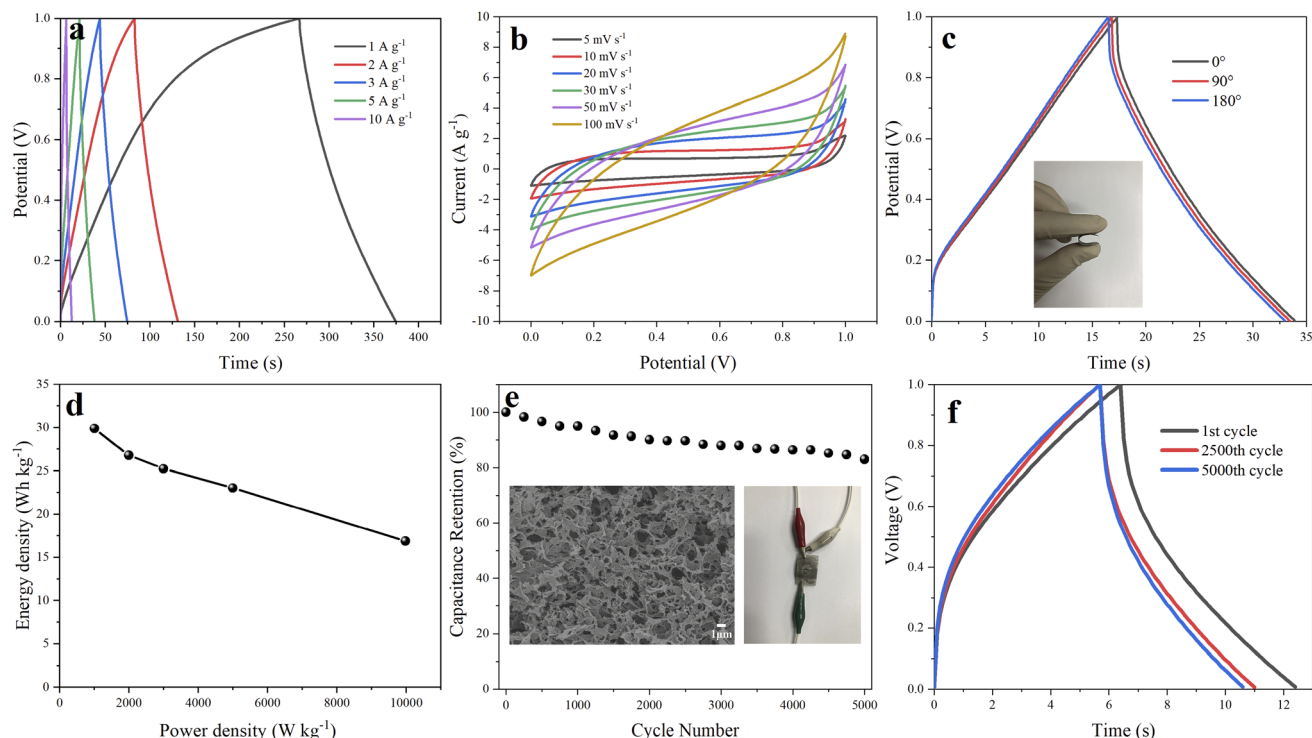 a
1.0
0.8
0.6
0.4
0.2
0.0
Potential (V)
1 A g-1
2 A g-1
3 A g-1
5 A g-1
10 A g-1
0 50 100 150 200 250 300 350 400
Time (s)
b
10
8
6
4
2
0
-2
-4
-6
-8
-10
Current (A g-1)
5 mV s-1
10 mV s-1
20 mV s-1
30 mV s-1
50 mV s-1
100 mV s-1
0.0 0.2 0.4 0.6 0.8 1.0
Potential (V)
c
1.0
0.8
0.6
0.4
0.2
0.0
Potential (V)
0°
90°
180°
0 5 10 15 20 25 30 35
Time (s)
d
35
30
25
20
15
10
5
0
Energy density (Wh kg-1)
0 2000 4000 6000 8000 10000
Power density (W kg-1)
e
100
80
60
40
20
0
Capacitance Retention (%)
1μm
0 500 1000 1500 2000 2500 3000 3500 4000 4500 5000
Cycle Number
f
1.0
0.8
0.6
0.4
0.2
0.0
Voltage (V)
1st cycle
2500th cycle
5000th cycle
0 2 4 6 8 10 12
Time (s)